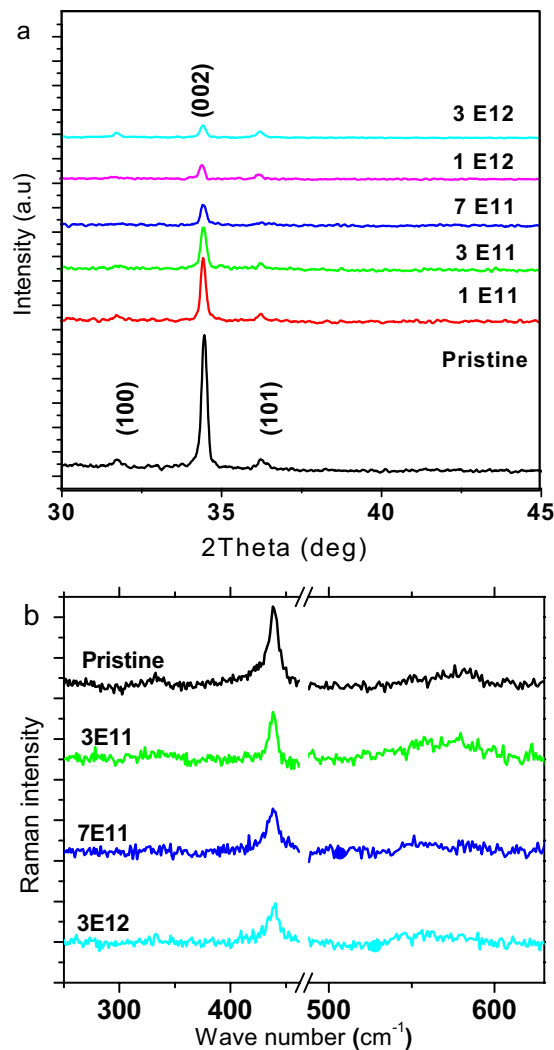 a
(002)
3 E12
1 E12
7 E11
3 E11
1 E11
Pristine
(100)
(101)
Intensity (a.u)
30
35
40
45
2Theta (deg)
b
Pristine
3E11
7E11
3E12
Raman intensity
300
400
500
600
Wave number (cm⁻¹)